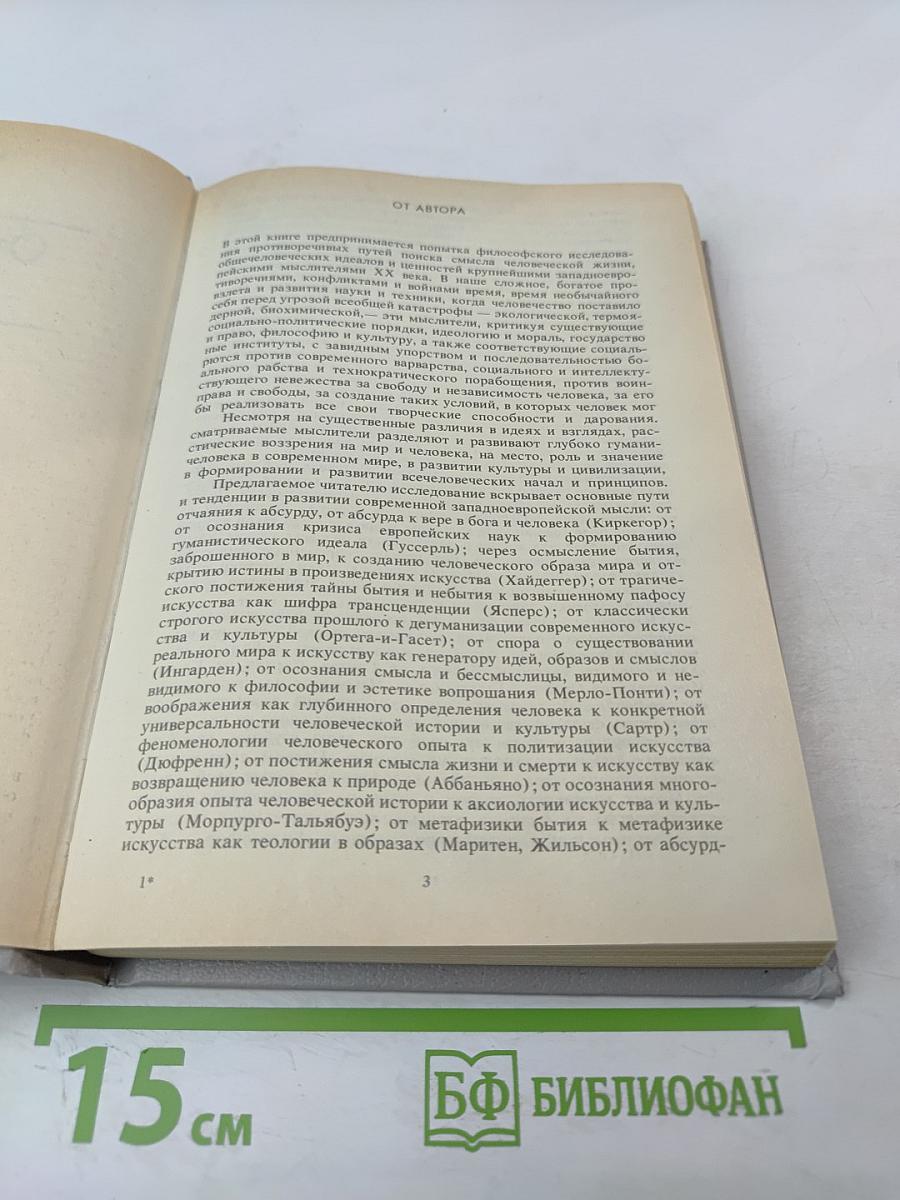 ОТ АВТОРА
В этой книге предпринимается попытка философского исследова-
ния противоречивых путей поиска смысла человеческой жизни,
общечеловеческих идеалов и ценностей крупнейшими западноевро-
пейскими мыслителями XX века. В наше сложное, богатое про-
тиворечиями, конфликтами и войнами время, время необычайного
взлета и развития науки и техники, когда человечество поставило
себя перед угрозой всеобщей катастрофы — экологической, термоя-
дерной, биохимической,— эти мыслители, критикуя существующие
социально-политические порядки, идеологию и мораль, государство
и право, философию и культуру, а также соответствующие социаль-
ные институты, с завидным упорством и последовательностью бо-
рются против современного варварства, социального и интеллекту-
ального рабства и технократического порабощения, против воин-
ствующего невежества за свободу и независимость человека, за его
права и свободы, за создание таких условий, в которых человек мог
бы реализовать все свои творческие способности и дарования.
Несмотря на существенные различия в идеях и взглядах, рас-
сматриваемые мыслители разделяют и развивают глубоко гумани-
стические воззрения на мир и человека, на место, роль и значение
человека в современном мире, в развитии культуры и цивилизации,
в формировании и развитии всечеловеческих начал и принципов.
Предлагаемое читателю исследование вскрывает основные пути
и тенденции в развитии современной западноевропейской мысли: от
отчаяния к абсурду, от абсурда к вере в бога и человека (Киркегор);
от осознания кризиса европейских наук к формированию
гуманистического идеала (Гуссерль); через осмысление бытия,
заброшенного в мир, к созданию человеческого образа мира и от-
крытию истины в произведениях искусства (Хайдеггер); от трагиче-
ского постижения тайны бытия и небытия к возвышенному пафосу
искусства как шифра трансценденции (Ясперс); от классически
строгого искусства прошлого к дегуманизации современного искус-
ства и культуры (Ортега-и-Гасет); от спора о существовании
реального мира к искусству как генератору идей, образов и смыслов
(Ингарден); от осознания смысла и бессмыслицы, видимого и не-
видимого к философии и эстетике вопрошания (Мерло-Понти); от
воображения как глубинного определения человека к конкретной
универсальности человеческой истории и культуры (Сартр); от
феноменологии человеческого опыта к политизации искусства
(Дюфренн); от постижения смысла жизни и смерти к искусству как
возвращению человека к природе (Аббаньяно); от осознания много-
образия опыта человеческой истории к аксиологии искусства и куль-
туры (Морпурго-Тальябуэ); от метафизики бытия к метафизике
искусства как теологии в образах (Маритен, Жильсон); от абсурд-
1*
3
15 см
БФ БИБЛИОФАН